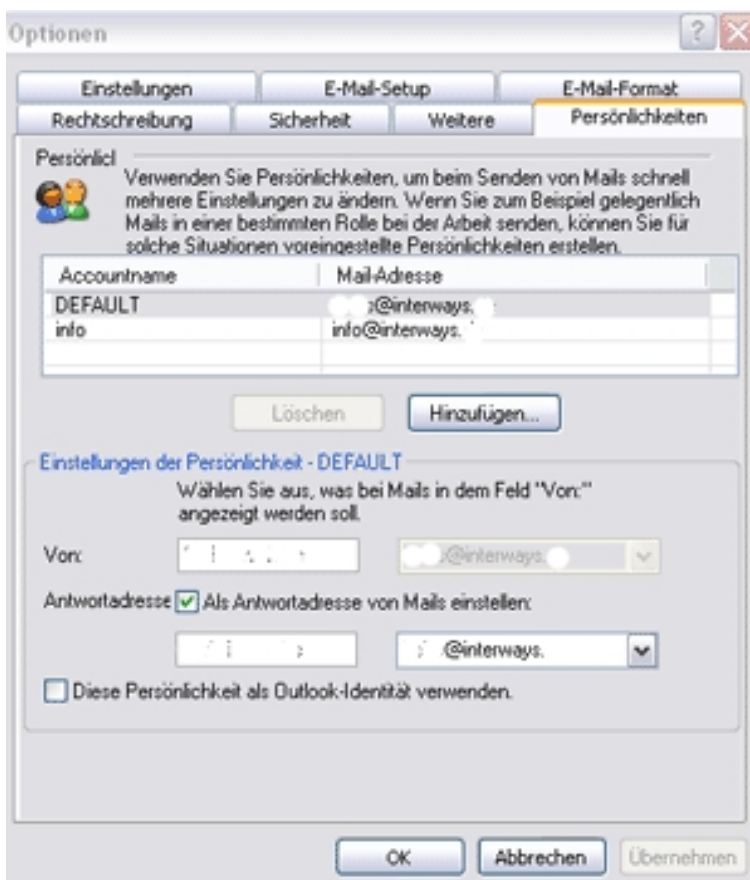 Optionen
Einstellungen E-Mail-Setup E-Mail-Format
Rechtschreibung Sicherheit Weitere Persönlichkeiten
Persönlicl
Verwenden Sie Persönlichkeiten, um beim Senden von Mails schnell
mehrere Einstellungen zu ändern. Wenn Sie zum Beispiel gelegentlich
Mails in einer bestimmten Rolle bei der Arbeit senden, können Sie für
solche Situationen voreingestellte Persönlichkeiten erstellen.
Accountname Mail-Adresse
DEFAULT @interways.
info info@interways.
Löschen Hinzufügen...
Einstellungen der Persönlichkeit - DEFAULT
Wählen Sie aus, was bei Mails in dem Feld "Von:"
angezeigt werden soll.
Von: @interways.
Antwortadresse Als Antwortadresse von Mails einstellen:
@interways.
Diese Persönlichkeit als Outlook-Identität verwenden.
OK Abbrechen Übernehmen